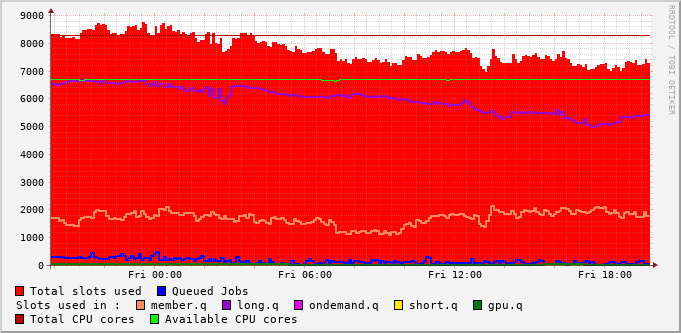 9000
8000
7000
6000
5000
4000
3000
2000
1000
0
Fri 00:00 Fri 06:00 Fri 12:00 Fri 18:00
RRDTOOL / TOBI OETIKER
Total slots used Queued Jobs
Slots used in : member.q long.q ondemand.q short.q gpu.q
Total CPU cores Available CPU cores